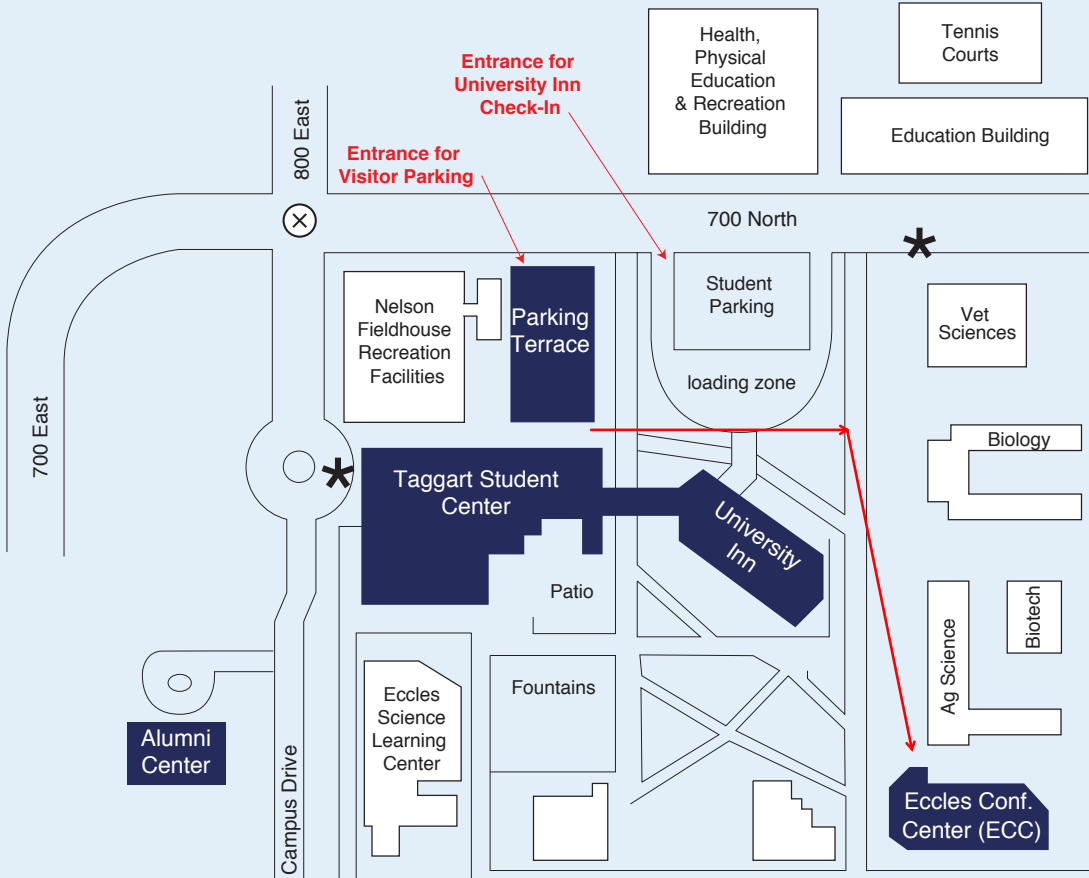 Health,
Physical
Education
& Recreation
Building
Tennis
Courts
Education Building
Entrance for
University Inn
Check-In
Entrance for
Visitor Parking
800 East
700 North
700 East
Nelson
Fieldhouse
Recreation
Facilities
Parking
Terrace
Student
Parking
loading zone
Vet
Sciences
Biology
Taggart Student
Center
University
Inn
Patio
Ag Science
Biotech
Fountains
Eccles
Science
Learning
Center
Alumni
Center
Campus Drive
Eccles Conf.
Center (ECC)